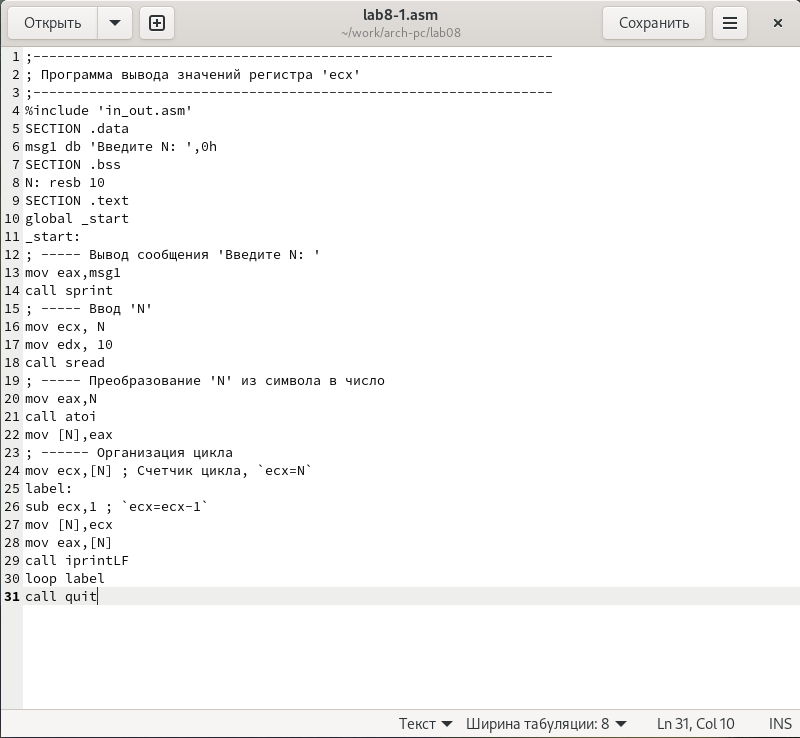 Открыть
lab8-1.asm
~/work/arch-pc/lab08
Сохранить
1 ;-----------------------------------------------------------------
2 ; Программа вывода значений регистра 'ecx'
3 ;-----------------------------------------------------------------
4 %include 'in_out.asm'
5 SECTION .data
6 msg1 db 'Введите N: ',0h
7 SECTION .bss
8 N: resb 10
9 SECTION .text
10 global _start
11 _start:
12 ; ----- Вывод сообщения 'Введите N: '
13 mov eax,msg1
14 call sprint
15 ; ----- Ввод 'N'
16 mov ecx, N
17 mov edx, 10
18 call sread
19 ; ----- Преобразование 'N' из символа в число
20 mov eax,N
21 call atoi
22 mov [N],eax
23 ; ------ Организация цикла
24 mov ecx,[N] ; Счетчик цикла, `ecx=N`
25 label:
26 sub ecx,1 ; `ecx=ecx-1`
27 mov [N],ecx
28 mov eax,[N]
29 call iprintLF
30 loop label
31 call quit
Текст Ширина табуляции: 8 Ln 31, Col 10 INS